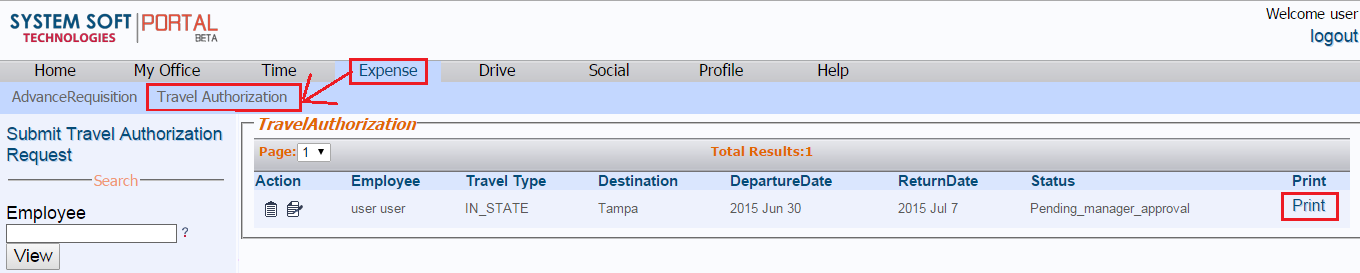 SYSTEM SOFT TECHNOLOGIES PORTAL BETA
Welcome user
logout
Home My Office Time Expense Drive Social Profile Help
AdvanceRequisition Travel Authorization
Submit Travel Authorization
Request
Search
Employee
?
View
TravelAuthorization
Page: 1 Total Results:1
Action Employee Travel Type Destination DepartureDate ReturnDate Status Print
user user IN_STATE Tampa 2015 Jun 30 2015 Jul 7 Pending_manager_approval Print